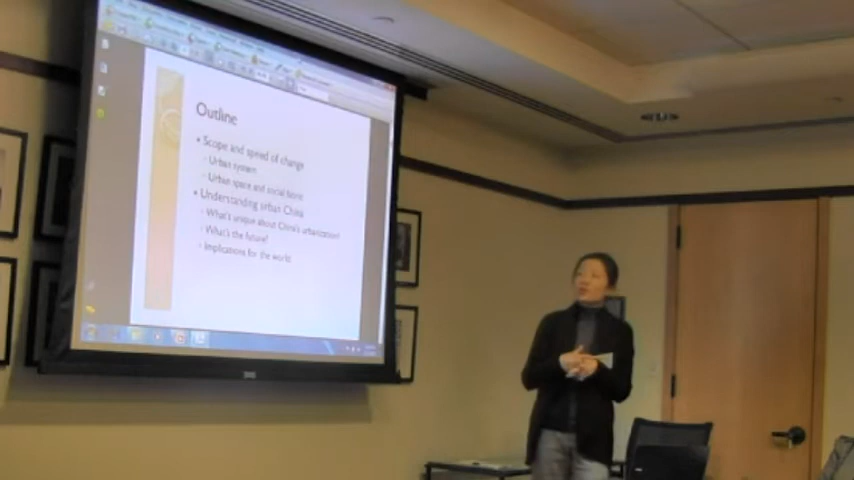 Outline
• Scope and speed of change
◦ Urban system
◦ Urban space and social fabric
• Understanding urban China
◦ What's unique about China's urbanization?
◦ What's the future?
◦ Implications for the world